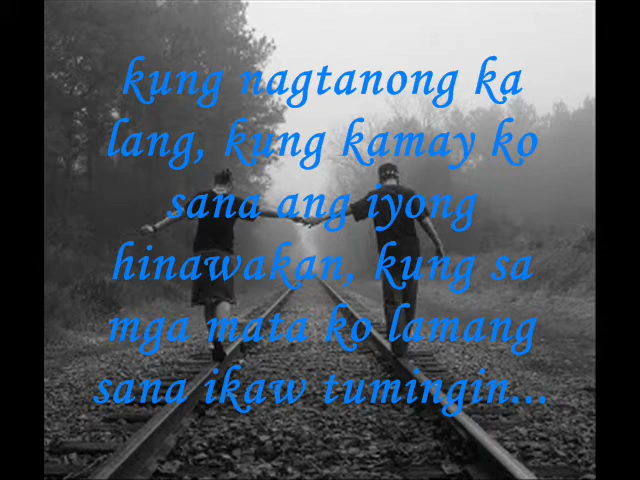 kung nagtanong ka
lang, kung kamay ko
sana ang iyong
hinawakan, kung sa
mga mata ko lamang
sana ikaw tumingin...